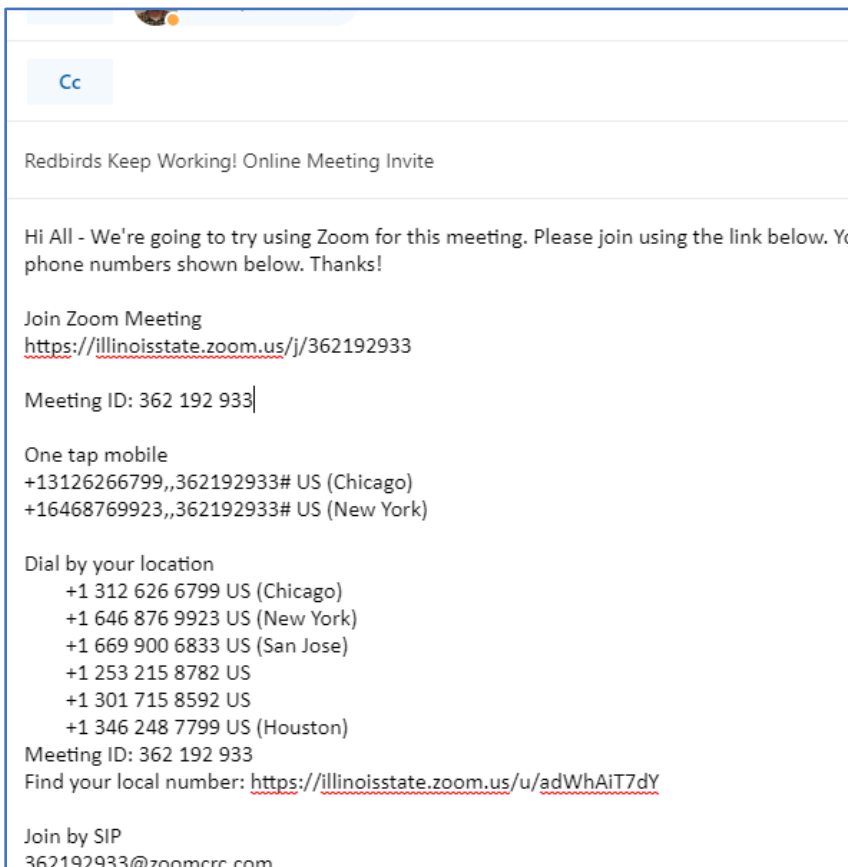 Cc
Redbirds Keep Working! Online Meeting Invite
Hi All - We're going to try using Zoom for this meeting. Please join using the link below.
phone numbers shown below. Thanks!
Join Zoom Meeting
https://illinoisstate.zoom.us/j/362192933
Meeting ID: 362 192 933
One tap mobile
+13126266799,,362192933# US (Chicago)
+16468769923,,362192933# US (New York)
Dial by your location
+1 312 626 6799 US (Chicago)
+1 646 876 9923 US (New York)
+1 669 900 6833 US (San Jose)
+1 253 215 8782 US
+1 301 715 8592 US
+1 346 248 7799 US (Houston)
Meeting ID: 362 192 933
Find your local number: https://illinoisstate.zoom.us/u/adWhAiT7dY
Join by SIP
362192933@zoomcrc.com